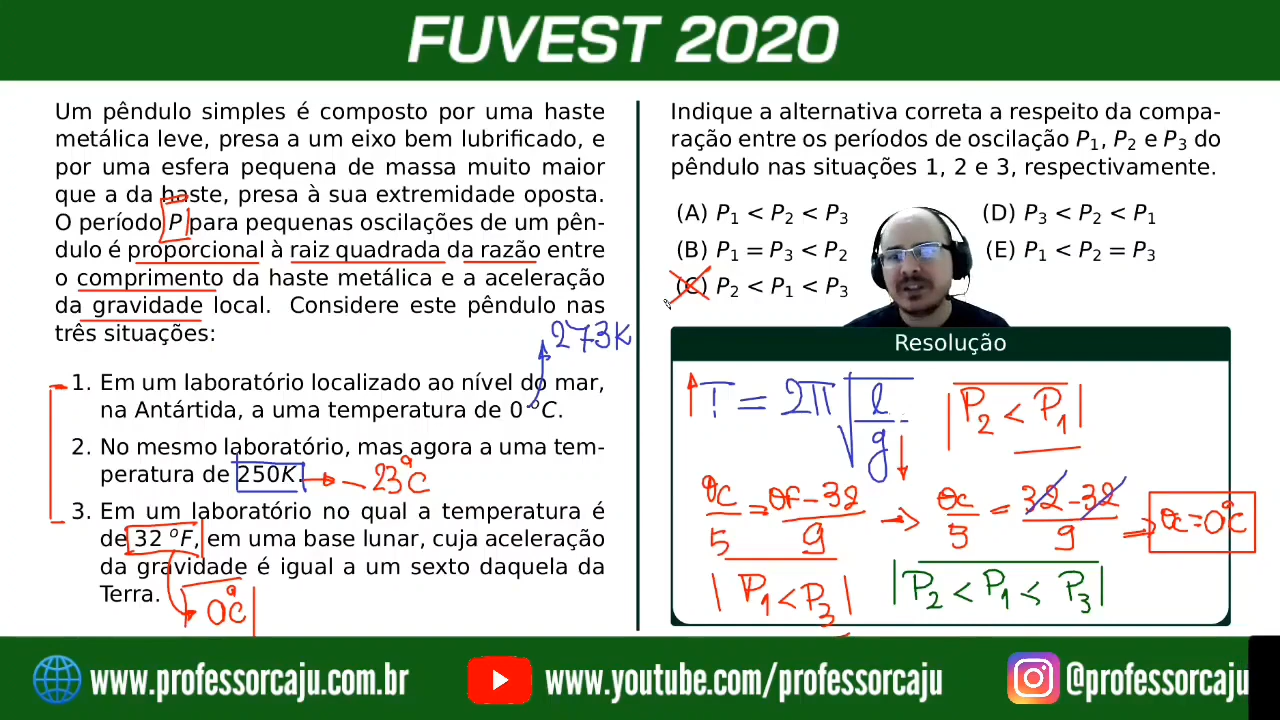 FUVEST 2020
Um pêndulo simples é composto por uma haste
metálica leve, presa a um eixo bem lubrificado, e
por uma esfera pequena de massa muito maior
que a da haste, presa à sua extremidade oposta.
O período P para pequenas oscilações de um pên-
dulo é proporcional à raiz quadrada da razão entre
o comprimento da haste metálica e a aceleração
da gravidade local. Considere este pêndulo nas
três situações:
273K
1. Em um laboratório localizado ao nível do mar,
na Antártida, a uma temperatura de 0 °C.
2. No mesmo laboratório, mas agora a uma tem-
peratura de 250K. → -23°C
3. Em um laboratório no qual a temperatura é
de 32 °F, em uma base lunar, cuja aceleração
da gravidade é igual a um sexto daquela da
Terra.
0°C
Indique a alternativa correta a respeito da compa-
ração entre os períodos de oscilação P₁, P₂ e P₃ do
pêndulo nas situações 1, 2 e 3, respectivamente.
(A) P₁ < P₂ < P₃
(D) P₃ < P₂ < P₁
(B) P₁ = P₃ < P₂
(E) P₁ < P₂ = P₃
(C) P₂ < P₁ < P₃
Resolução
T = 2π √(l/g)
P₂ < P₁
θc/5 = (θF-32)/9 → θc/5 = (32-32)/9 ⇒ θc = 0°C
P₁ < P₃
P₂ < P₁ < P₃
www.professorcaju.com.br
www.youtube.com/professorcaju
@professorcaju